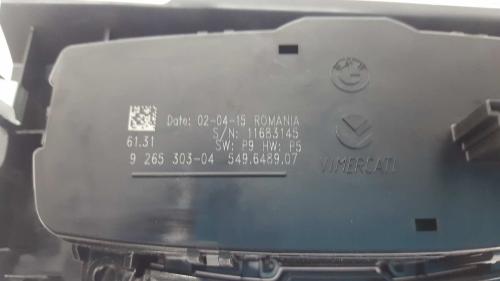 Date: 02-04-15 ROMANIA
S/N: 11683145
61.31 SW: P9 HW: P5
9 265 303-04 549.6489.07
BMW
VIMERCATI